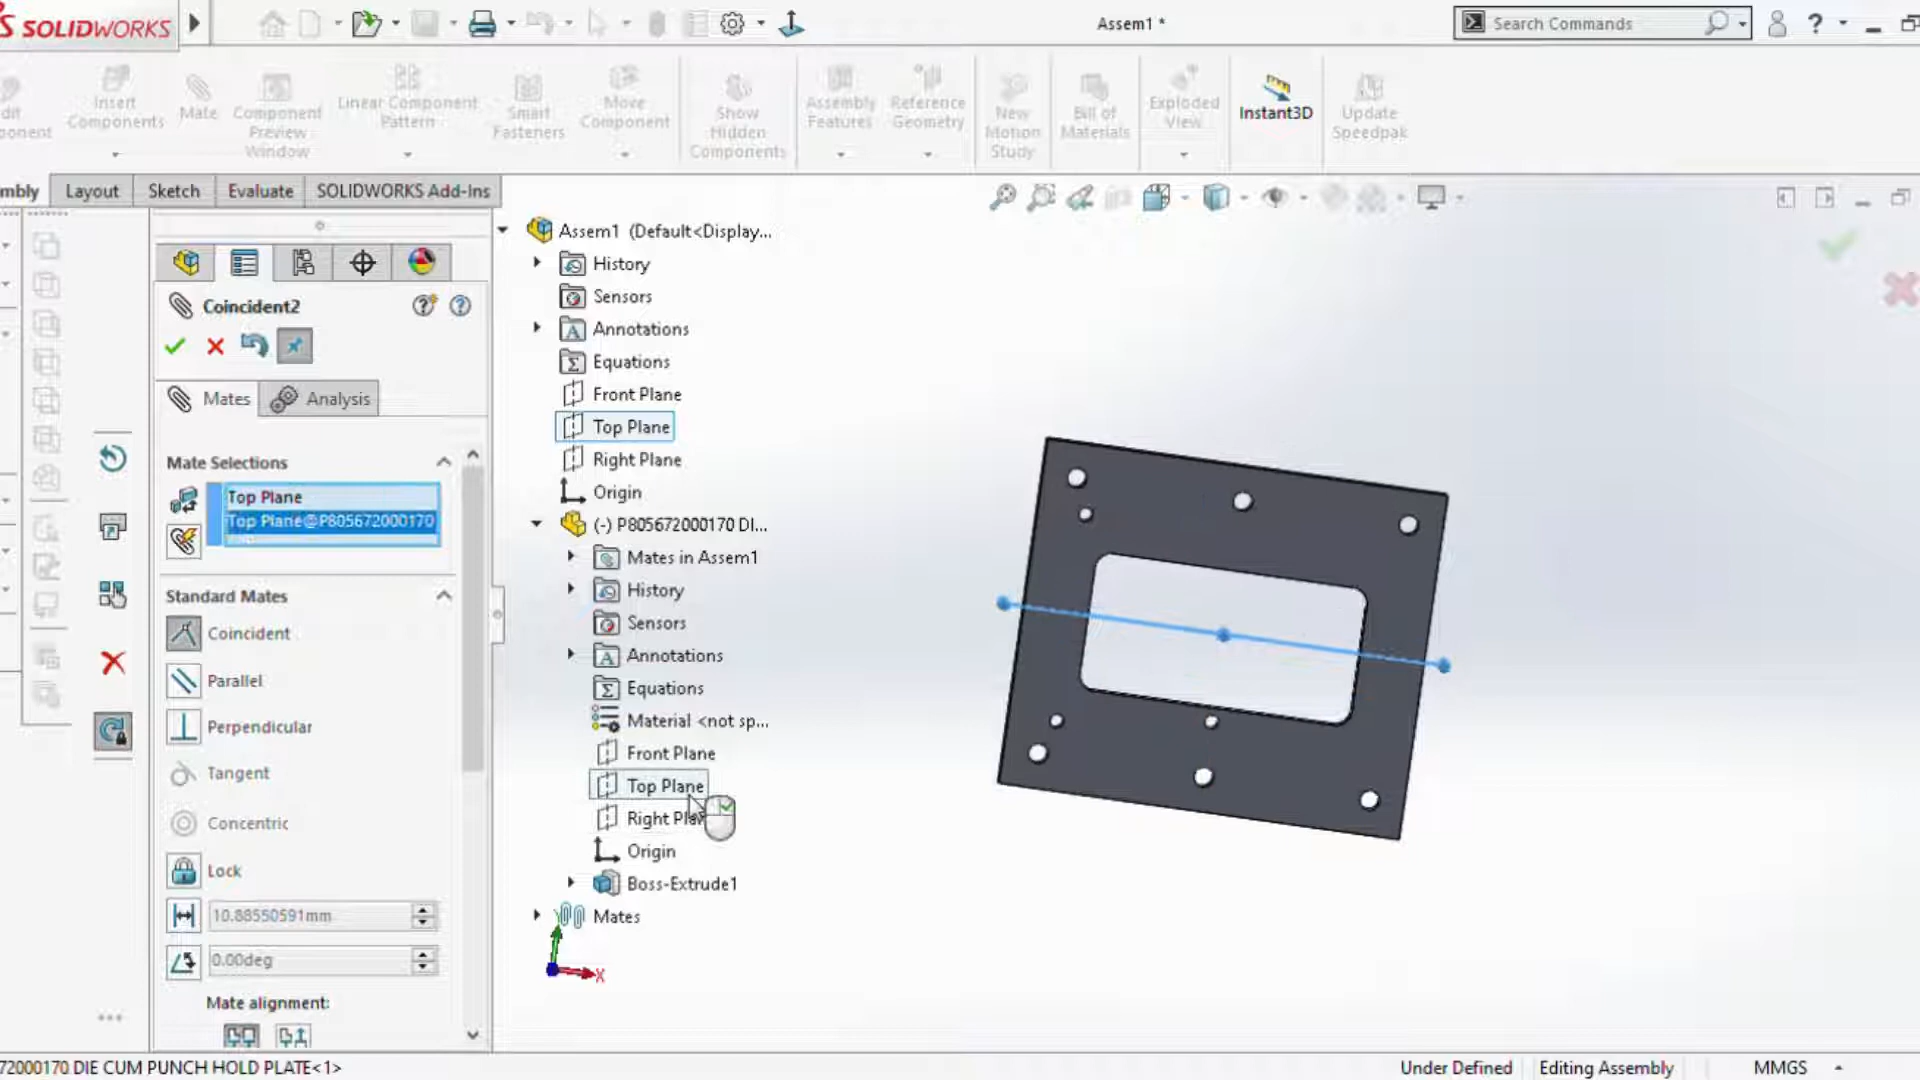 SOLIDWORKS
Assem1 *
Search Commands
?
Insert
Components
Mate
Component
Preview
Window
Linear Component
Pattern
Smart
Fasteners
Move
Component
Show
Hidden
Components
Assembly
Features
Reference
Geometry
New
Motion
Study
Bill of
Materials
Exploded
View
Instant3D
Update
Speedpak
dit
ponent
mbly
Layout
Sketch
Evaluate
SOLIDWORKS Add-Ins
Coincident2
Mates
Analysis
Mate Selections
Top Plane
Top Plane@P805672000170
Standard Mates
Coincident
Parallel
Perpendicular
Tangent
Concentric
Lock
10.88550591mm
0.00deg
Mate alignment:
Assem1 (Default<Display...
History
Sensors
Annotations
Equations
Front Plane
Top Plane
Right Plane
Origin
(-) P805672000170 DI...
Mates in Assem1
History
Sensors
Annotations
Equations
Material <not sp...
Front Plane
Top Plane
Right Plan
Origin
Boss-Extrude1
Mates
Y
X
72000170 DIE CUM PUNCH HOLD PLATE<1>
Under Defined
Editing Assembly
MMGS